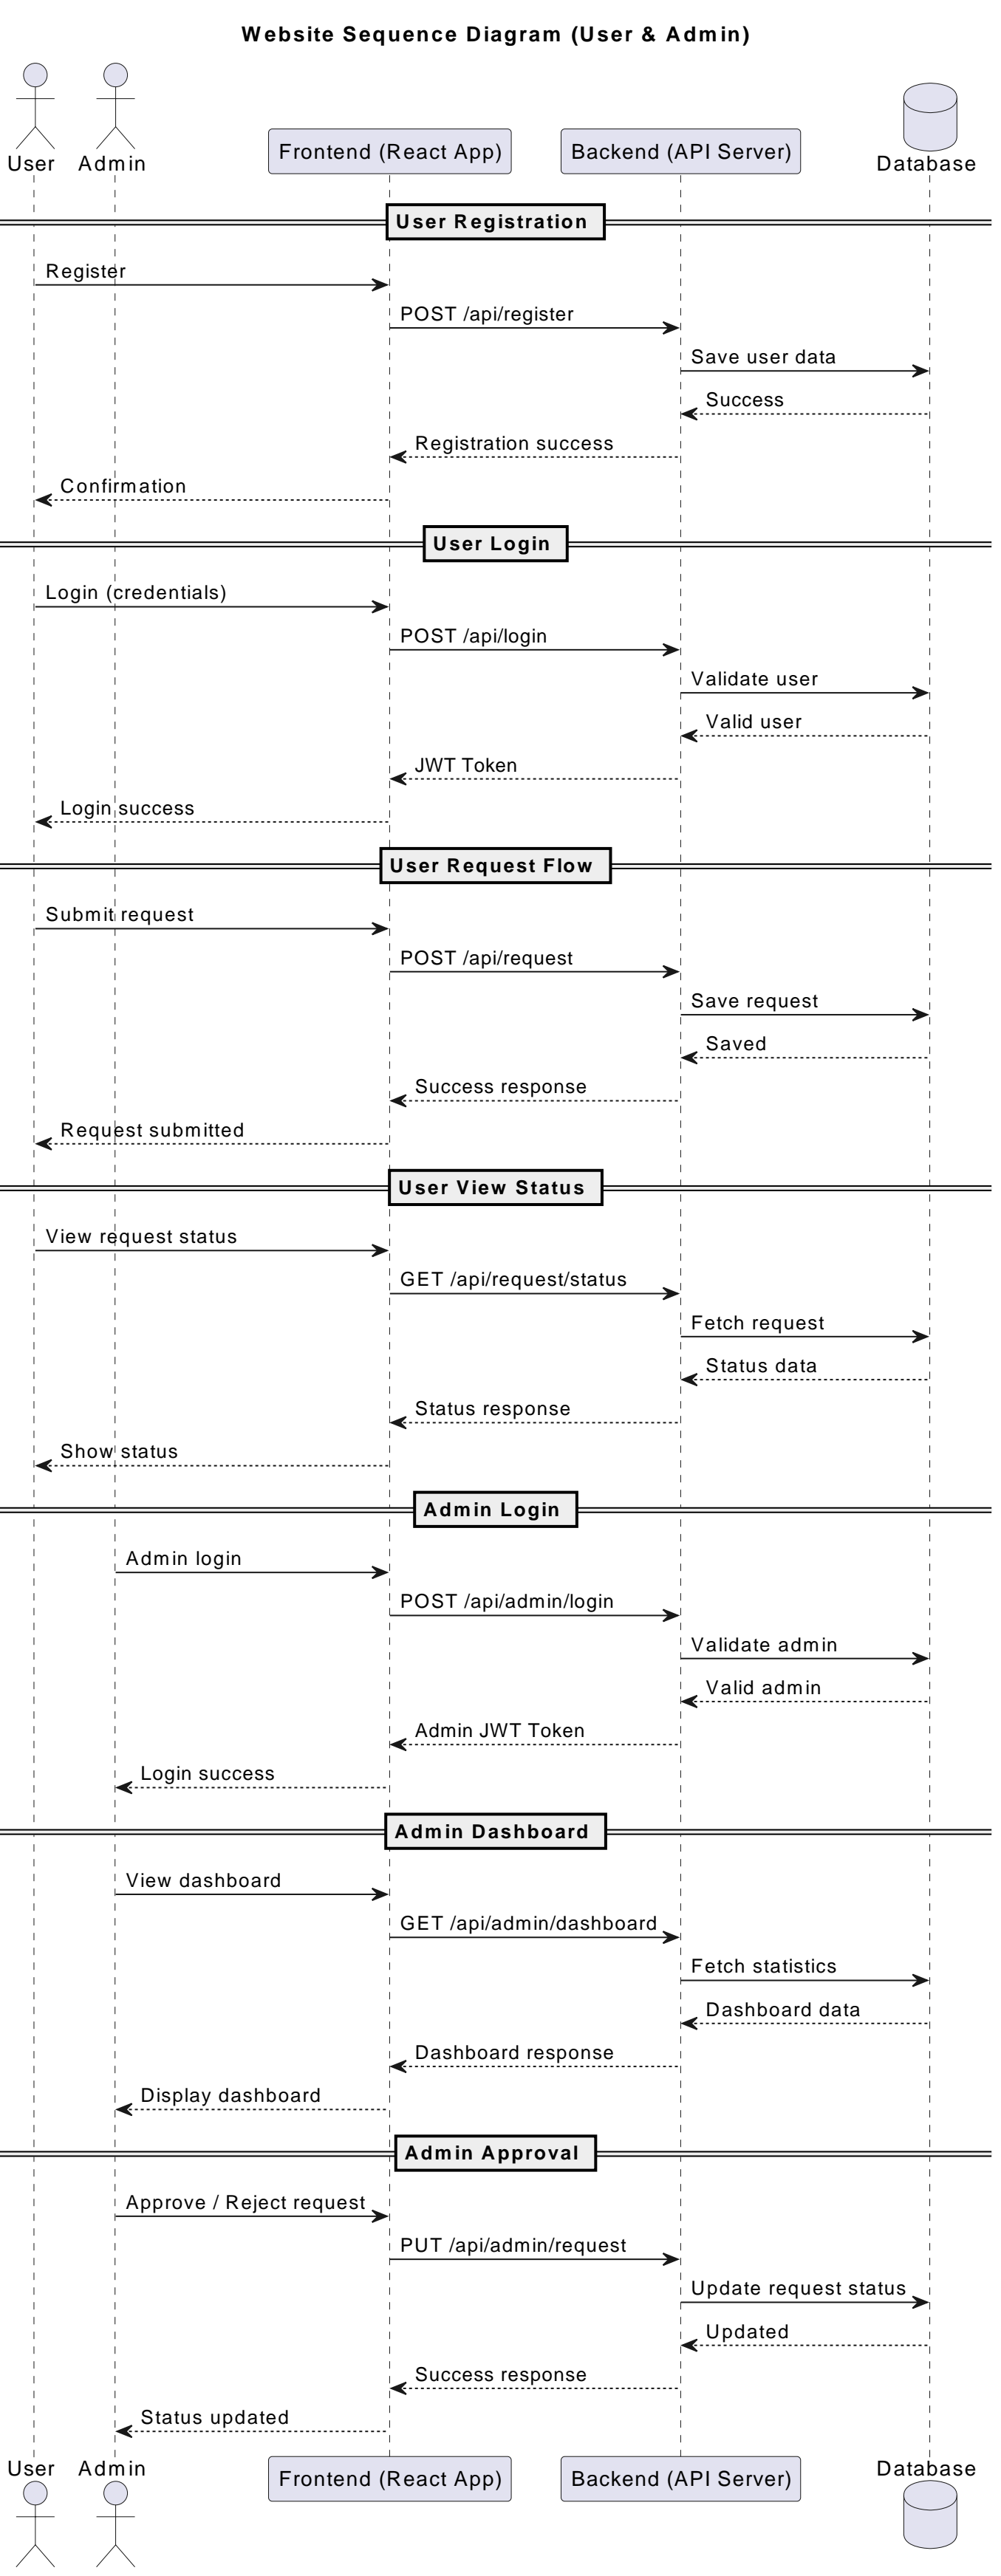 Website Sequence Diagram (User & Admin)
User
Admin
Frontend (React App)
Backend (API Server)
Database
User Registration
Register
POST /api/register
Save user data
Success
Registration success
Confirmation
User Login
Login (credentials)
POST /api/login
Validate user
Valid user
JWT Token
Login success
User Request Flow
Submit request
POST /api/request
Save request
Saved
Success response
Request submitted
User View Status
View request status
GET /api/request/status
Fetch request
Status data
Status response
Show status
Admin Login
Admin login
POST /api/admin/login
Validate admin
Valid admin
Admin JWT Token
Login success
Admin Dashboard
View dashboard
GET /api/admin/dashboard
Fetch statistics
Dashboard data
Dashboard response
Display dashboard
Admin Approval
Approve / Reject request
PUT /api/admin/request
Update request status
Updated
Success response
Status updated
User
Admin
Frontend (React App)
Backend (API Server)
Database